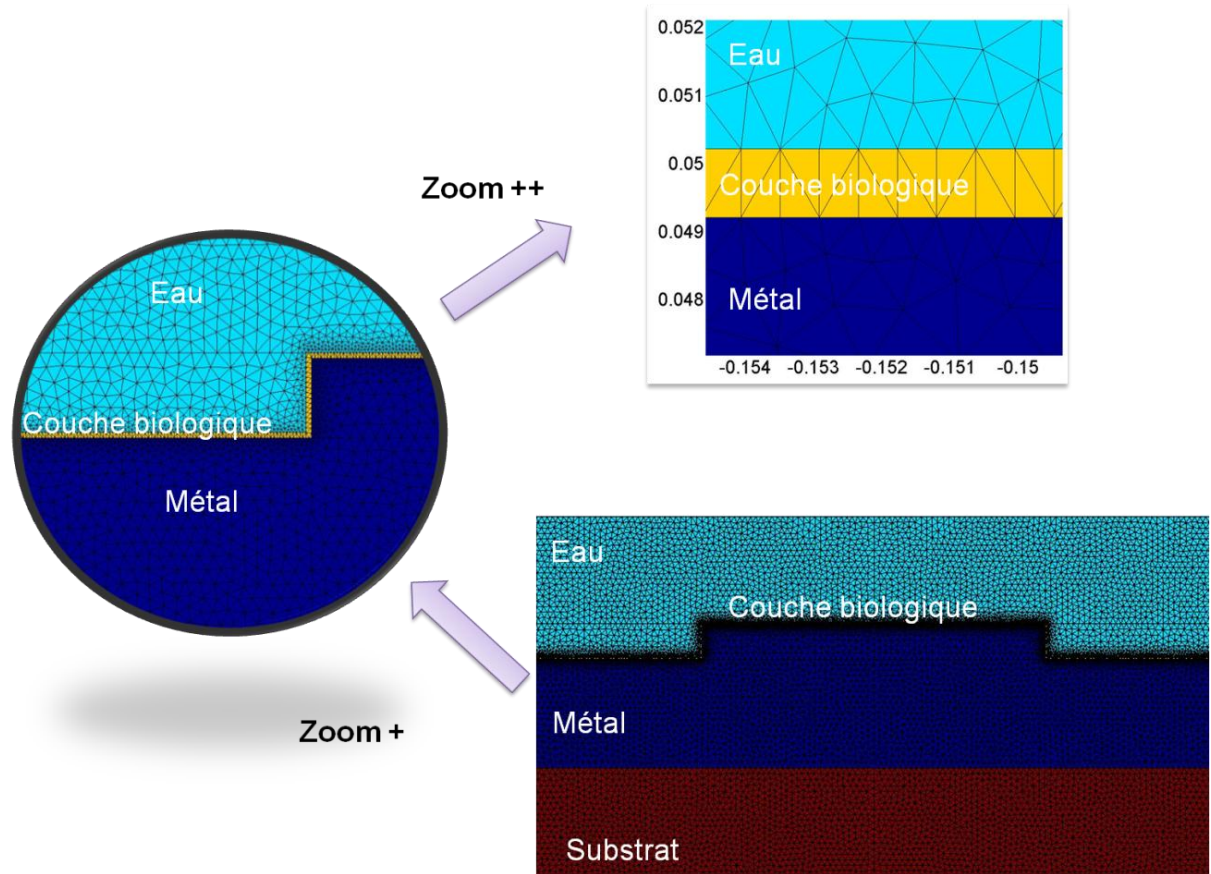 0.052
Eau
0.051
0.05
Couche biologique
0.049
Métal
0.048
-0.154 -0.153 -0.152 -0.151 -0.15
Zoom ++
Eau
Couche biologique
Métal
Zoom +
Eau
Couche biologique
Métal
Substrat